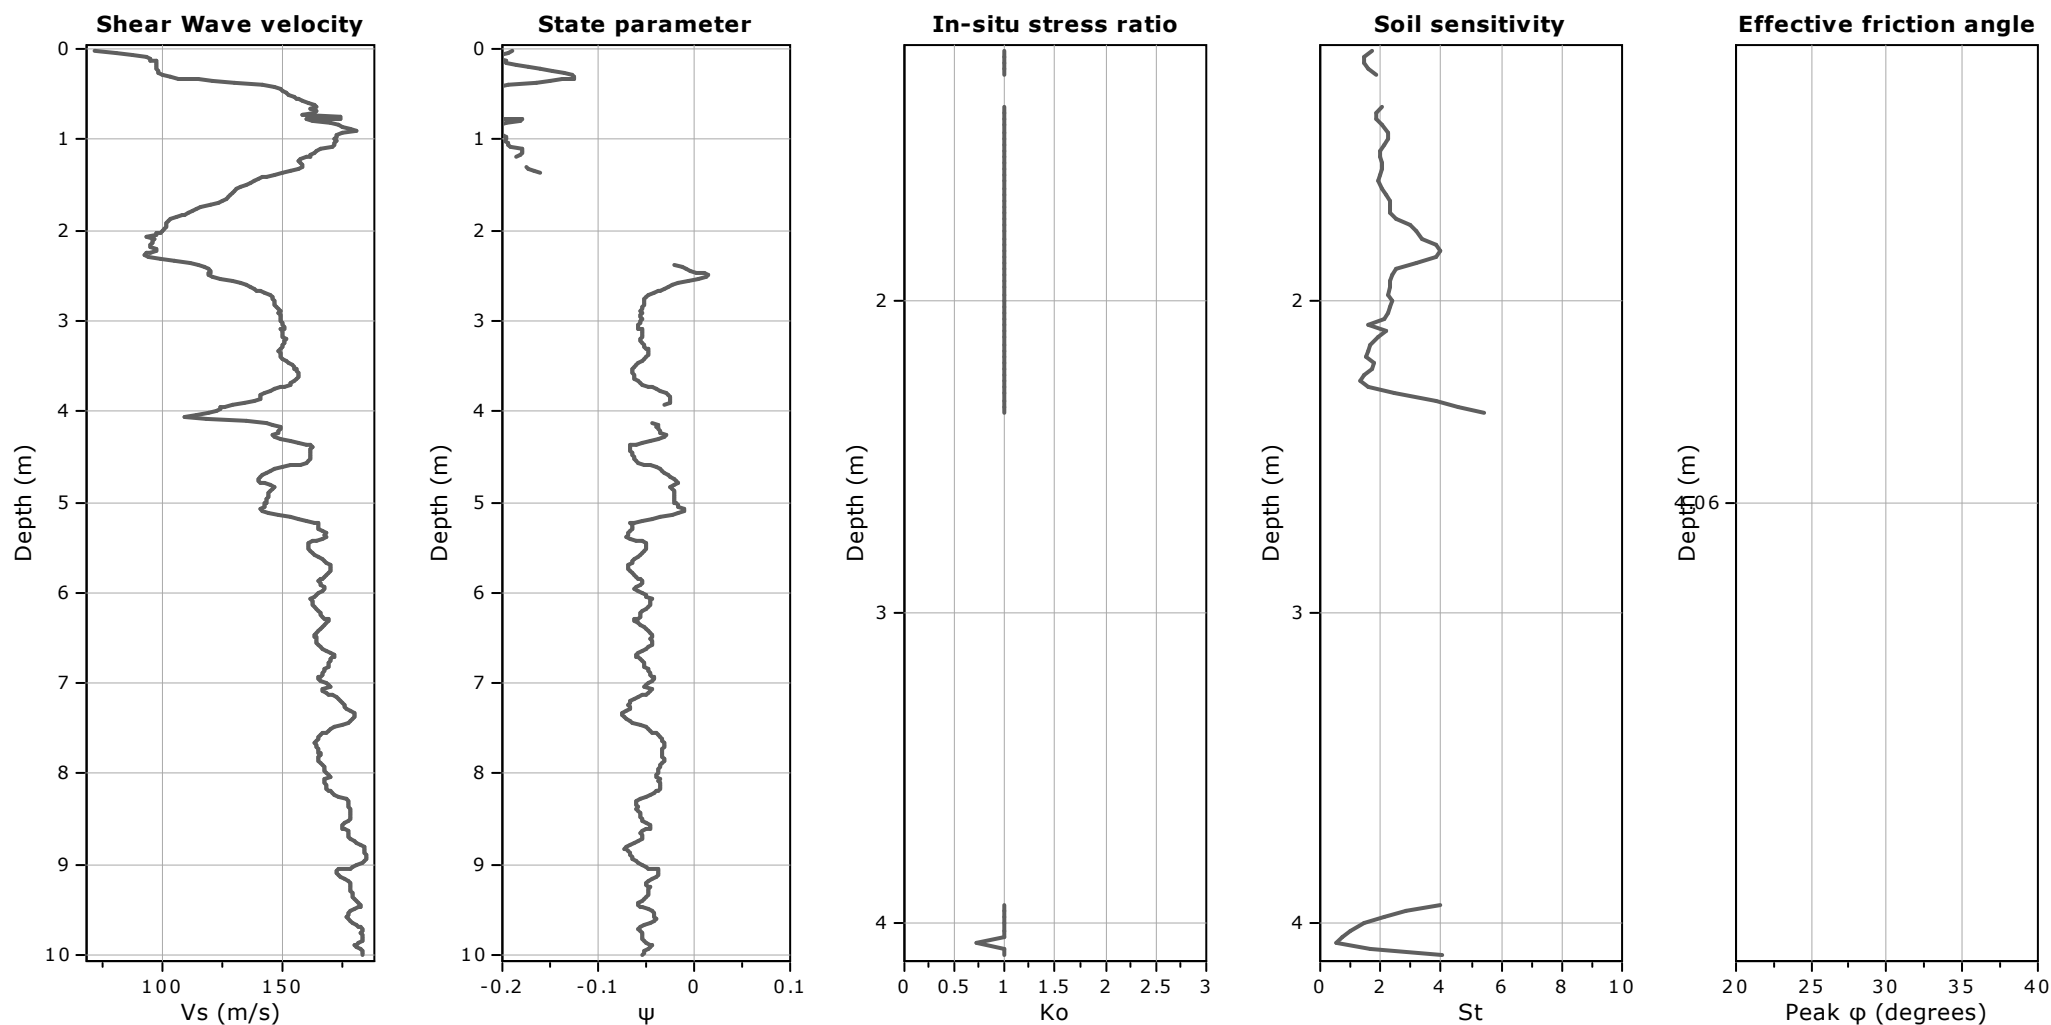 Shear Wave velocity
0
1
2
3
4
5
6
7
8
9
10
Depth (m)
100 150
Vs (m/s)
State parameter
0
1
2
3
4
5
6
7
8
9
10
Depth (m)
-0.2 -0.1 0 0.1
ψ
In-situ stress ratio
2
3
4
Depth (m)
0 0.5 1 1.5 2 2.5 3
Ko
Soil sensitivity
2
3
4
Depth (m)
0 2 4 6 8 10
St
Effective friction angle
4.06
Depth (m)
20 25 30 35 40
Peak φ (degrees)